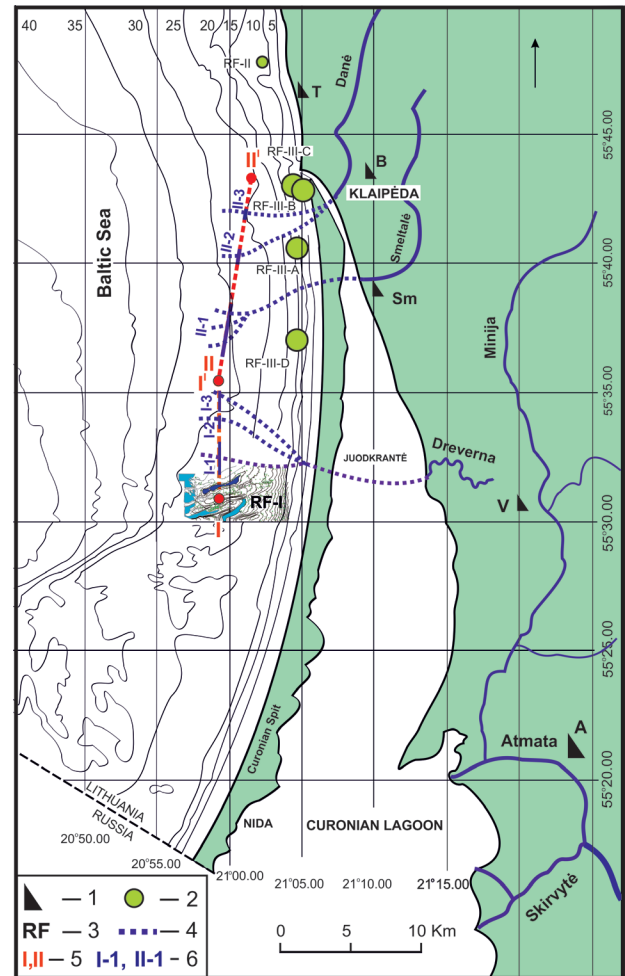 40 35 30 25 20 15 10 5
RF-II
T
Dané
55°45.00
RF-III-C
II'
B
KLAIPĖDA
II-3
RF-III-B
Smeltalé
Baltic Sea
II-2
55°40.00
RF-III-A
Sm
II-1
Minija
RF-III-D
I' II
55°35.00
I-3
I-2
Dreverna
JUODKRANTĖ
I-1
RF-I
V
I
55°30.00
55°25.00
Curonian Spit
Atmata
A
55°20.00
LITHUANIA
RUSSIA
NIDA
CURONIAN LAGOON
20°50.00
20°55.00
21°00.00
21°05.00
21°10.00
21°15.00
Skirvyté
— 1
— 2
RF — 3
— 4
I,II — 5
I-1, II-1 - 6
0 5 10 Km